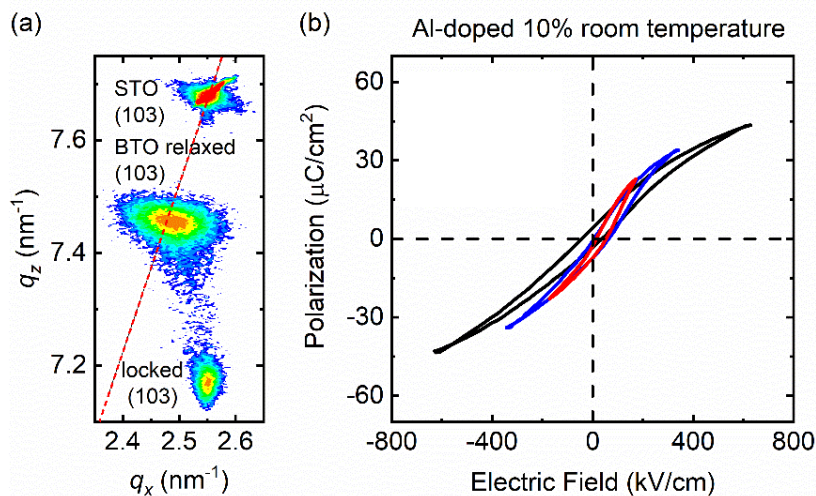 (a)
STO
(103)
BTO relaxed
(103)
locked
(103)
7.6
7.4
7.2
qz (nm-1)
2.4 2.5 2.6
qx (nm-1)
(b)
Al-doped 10% room temperature
60
30
0
-30
-60
Polarization (μC/cm2)
-800 -400 0 400 800
Electric Field (kV/cm)